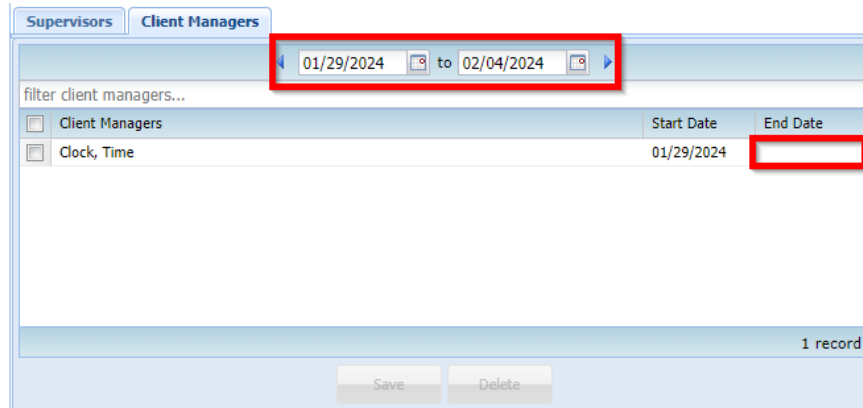 Supervisors Client Managers
01/29/2024 to 02/04/2024
filter client managers...
Client Managers Start Date End Date
Clock, Time 01/29/2024
1 record
Save Delete